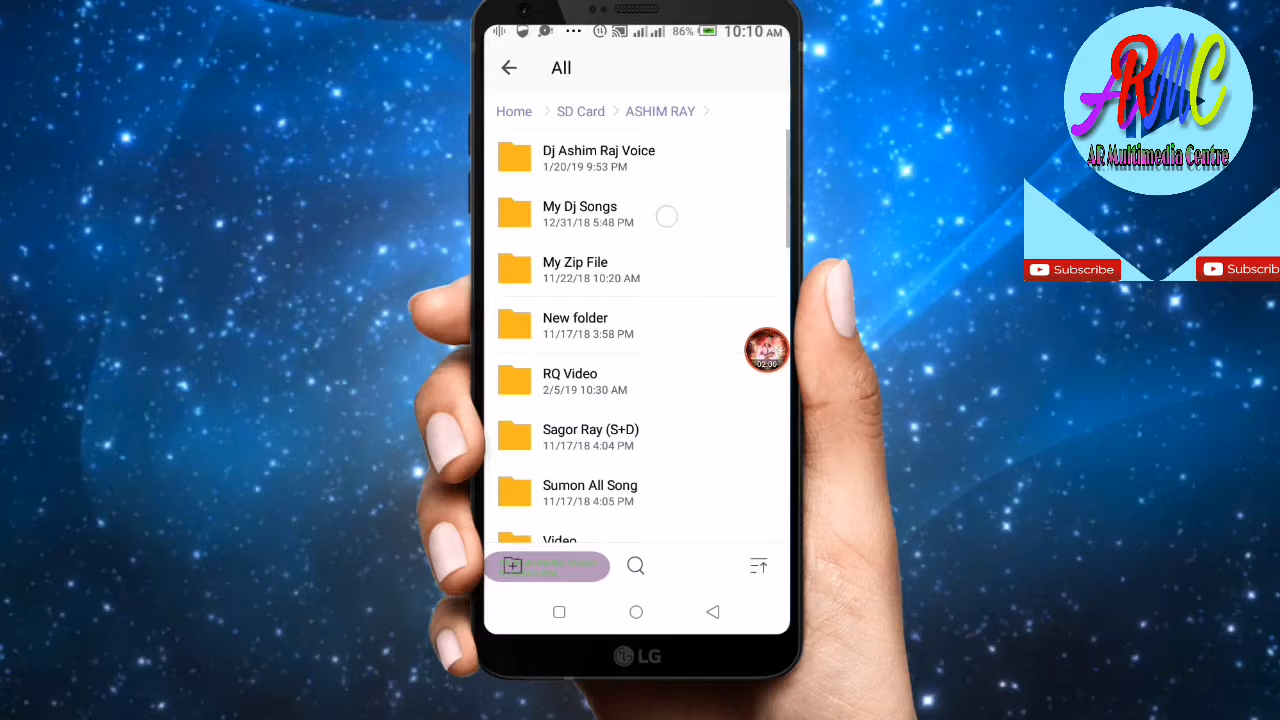 86% 10:10 AM
All
Home SD Card ASHIM RAY
Dj Ashim Raj Voice
1/20/19 9:53 PM
My Dj Songs
12/31/18 5:48 PM
My Zip File
11/22/18 10:20 AM
New folder
11/17/18 3:58 PM
02:00
RQ Video
2/5/19 10:30 AM
Sagor Ray (S+D)
11/17/18 4:04 PM
Sumon All Song
11/17/18 4:05 PM
Video
LG
ARMC
AR Multimedia Centre
Subscribe
Subscrib